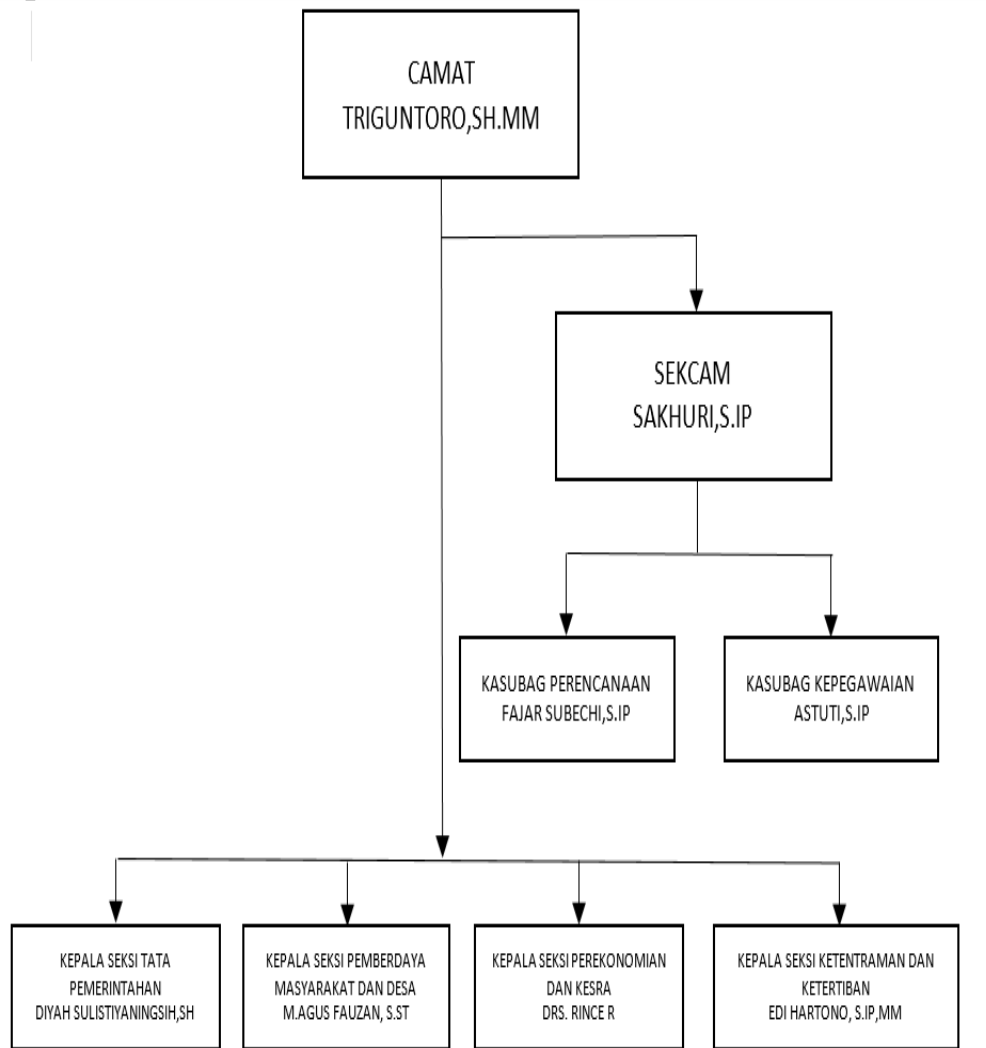 CAMAT
TRIGUNTORO,SH.MM
SEKCAM
SAKHURI,S.IP
KASUBAG PERENCANAAN
FAJAR SUBECHI,S.IP
KASUBAG KEPEGAWAIAN
ASTUTI,S.IP
KEPALA SEKSI TATA
PEMERINTAHAN
DIYAH SULISTIYANINGSIH,SH
KEPALA SEKSI PEMBERDAYA
MASYARAKAT DAN DESA
M.AGUS FAUZAN, S.ST
KEPALA SEKSI PEREKONOMIAN
DAN KESRA
DRS. RINCE R
KEPALA SEKSI KETENTRAMAN DAN
KETERTIBAN
EDI HARTONO, S.IP,MM